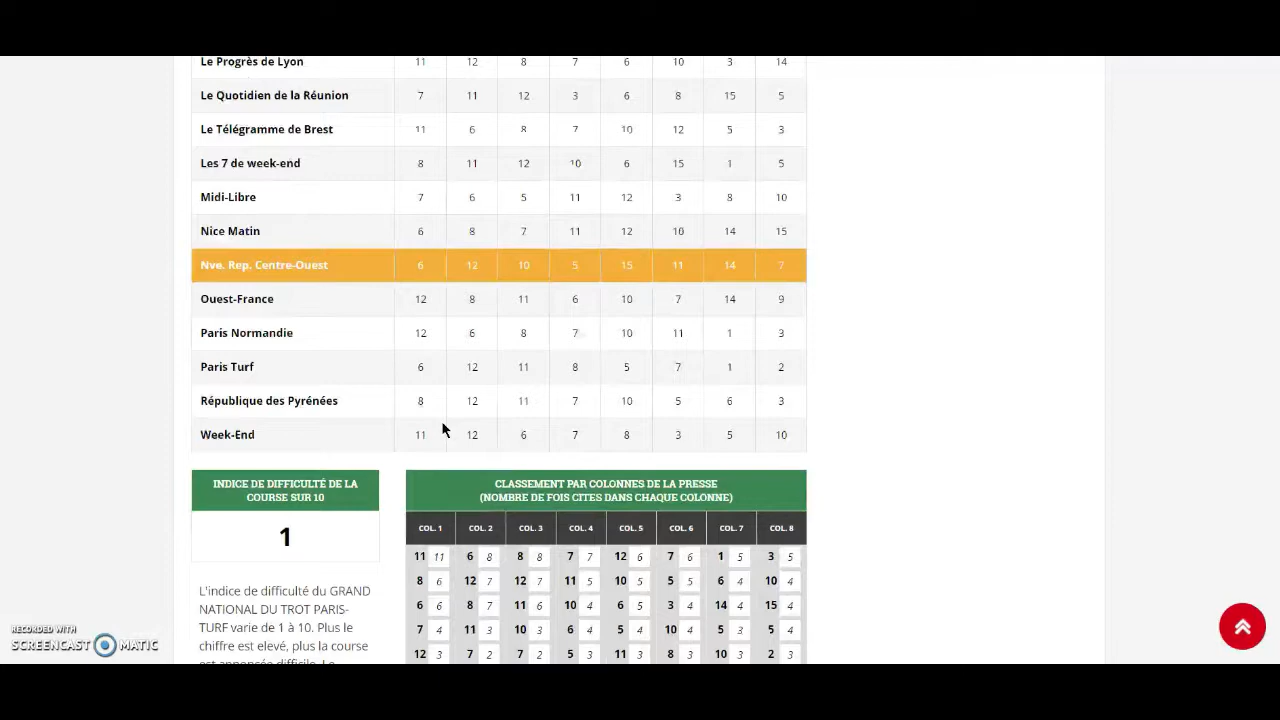 Le Progrès de Lyon 11 12 8 7 6 10 3 14
Le Quotidien de la Réunion 7 11 12 3 6 8 15 5
Le Télégramme de Brest 11 6 8 7 10 12 5 3
Les 7 de week-end 8 11 12 10 6 15 1 5
Midi-Libre 7 6 5 11 12 3 8 10
Nice Matin 6 8 7 11 12 10 14 15
Nve. Rep. Centre-Ouest 6 12 10 5 15 11 14 7
Ouest-France 12 8 11 6 10 7 14 9
Paris Normandie 12 6 8 7 10 11 1 3
Paris Turf 6 12 11 8 5 7 1 2
République des Pyrénées 8 12 11 7 10 5 6 3
Week-End 11 12 6 7 8 3 5 10
INDICE DE DIFFICULTÉ DE LA
COURSE SUR 10
1
L'indice de difficulté du GRAND
NATIONAL DU TROT PARIS-
TURF varie de 1 à 10. Plus le
chiffre est elevé, plus la course
est annoncée difficile. Le
CLASSEMENT PAR COLONNES DE LA PRESSE
(NOMBRE DE FOIS CITES DANS CHAQUE COLONNE)
COL. 1 COL. 2 COL. 3 COL. 4 COL. 5 COL. 6 COL. 7 COL. 8
11 11 6 8 8 8 7 7 12 6 7 6 1 5 3 5
8 6 12 7 12 7 11 5 10 5 5 5 6 4 10 4
6 6 8 7 11 6 10 4 6 5 3 4 14 4 15 4
7 4 11 3 10 3 6 4 5 4 10 4 5 3 5 4
12 3 7 2 7 2 5 3 11 3 8 3 10 3 2 3
RECORDED WITH
SCREENCAST MATIC